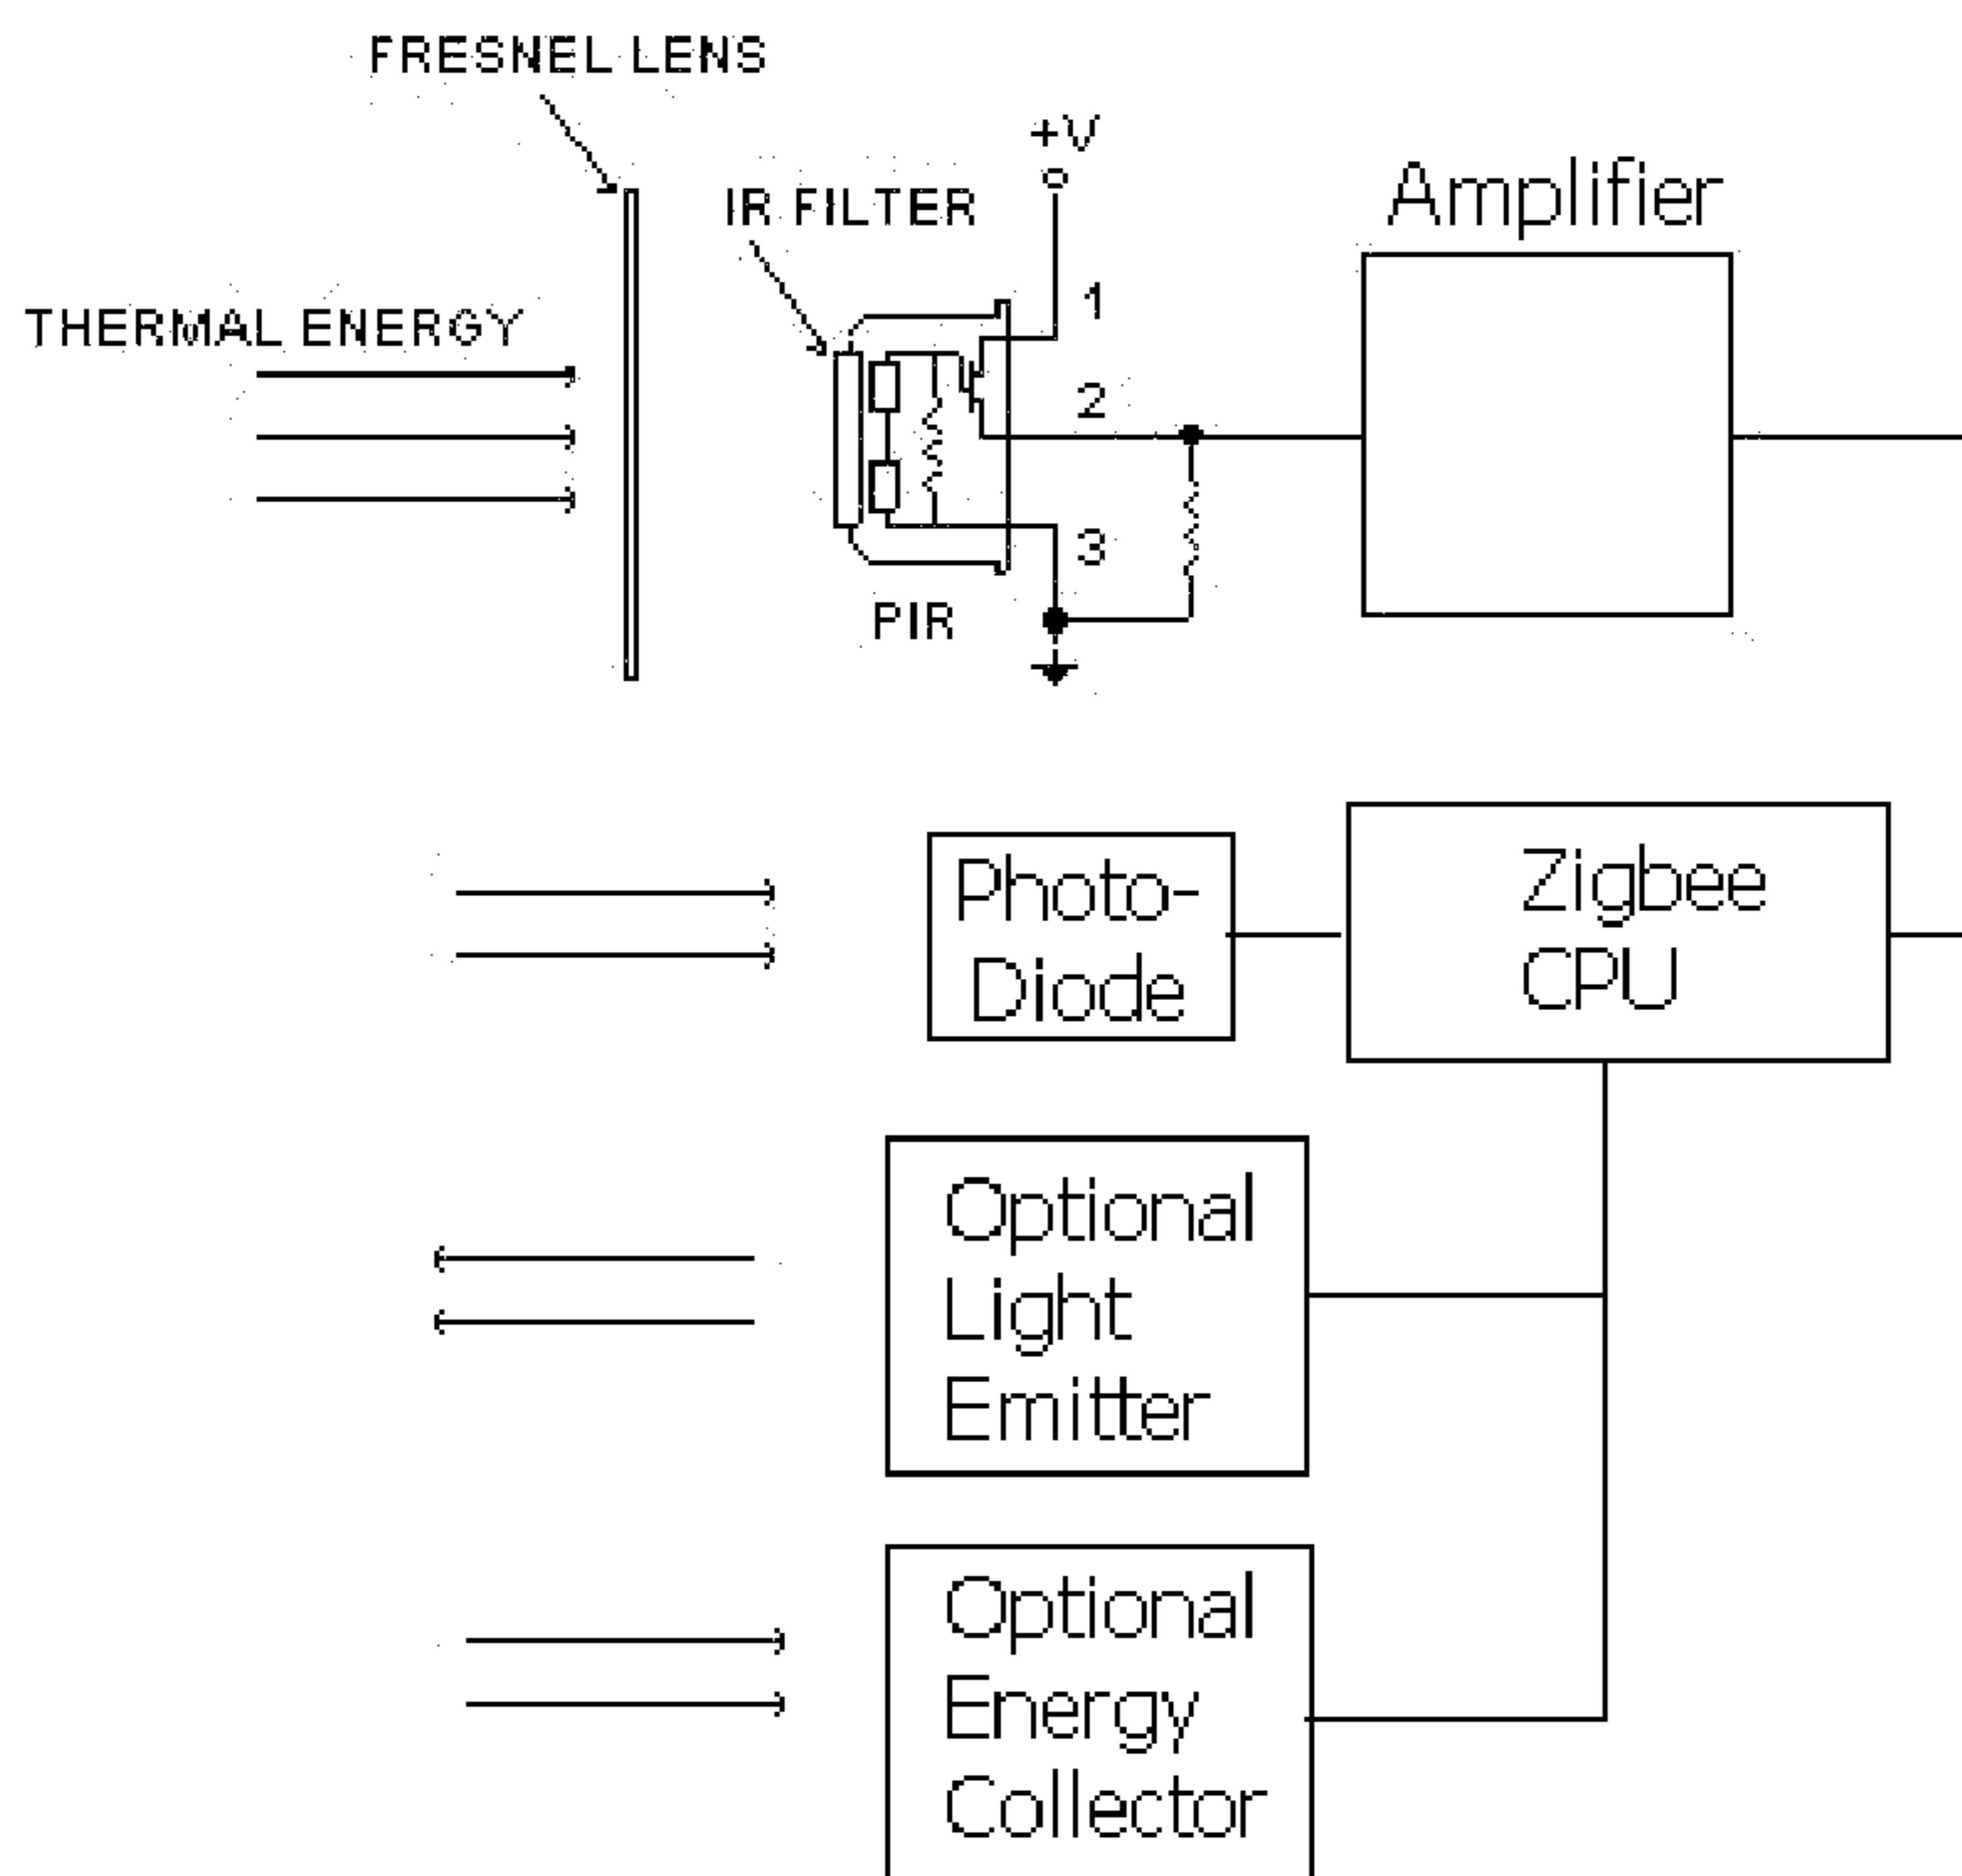 FRESNEL LENS
+V
IR FILTER
Amplifier
THERMAL ENERGY
1
2
3
PIR
Photo-
Diode
Zigbee
CPU
Optional
Light
Emitter
Optional
Energy
Collector